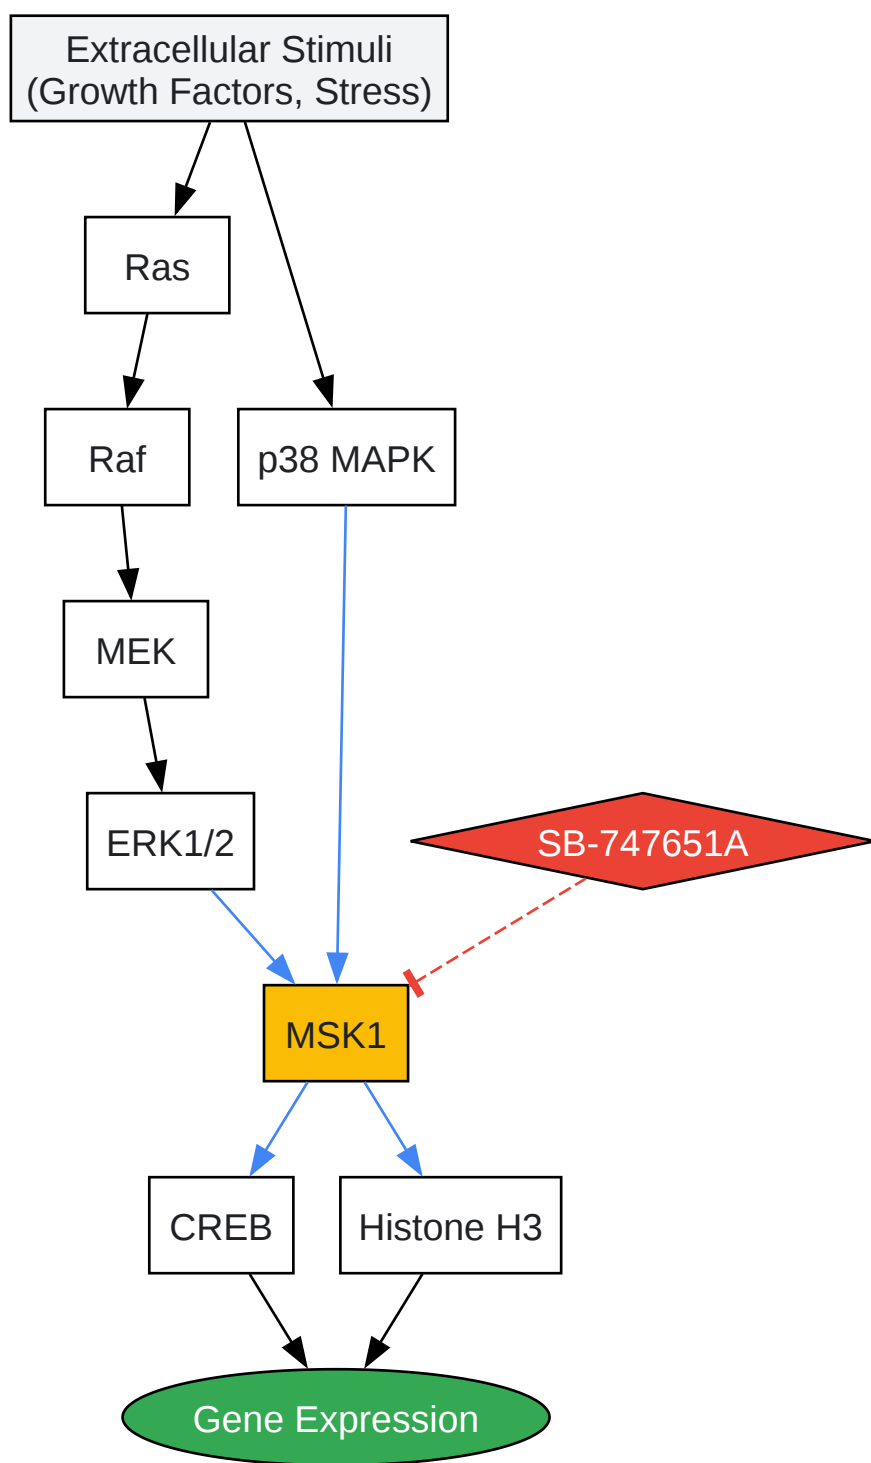 Extracellular Stimuli
(Growth Factors, Stress)
Ras
Raf
p38 MAPK
MEK
ERK1/2
SB-747651A
MSK1
CREB
Histone H3
Gene Expression